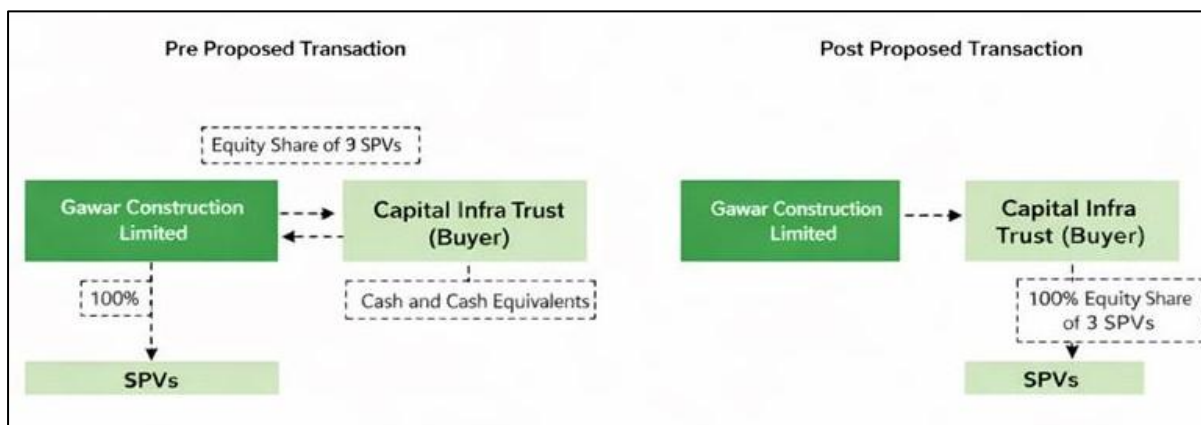 Pre Proposed Transaction
Equity Share of 3 SPVs
Gawar Construction
Limited
Capital Infra Trust
(Buyer)
100%
Cash and Cash Equivalents
SPVs
Post Proposed Transaction
Gawar Construction
Limited
Capital Infra
Trust (Buyer)
100% Equity Share
of 3 SPVs
SPVs